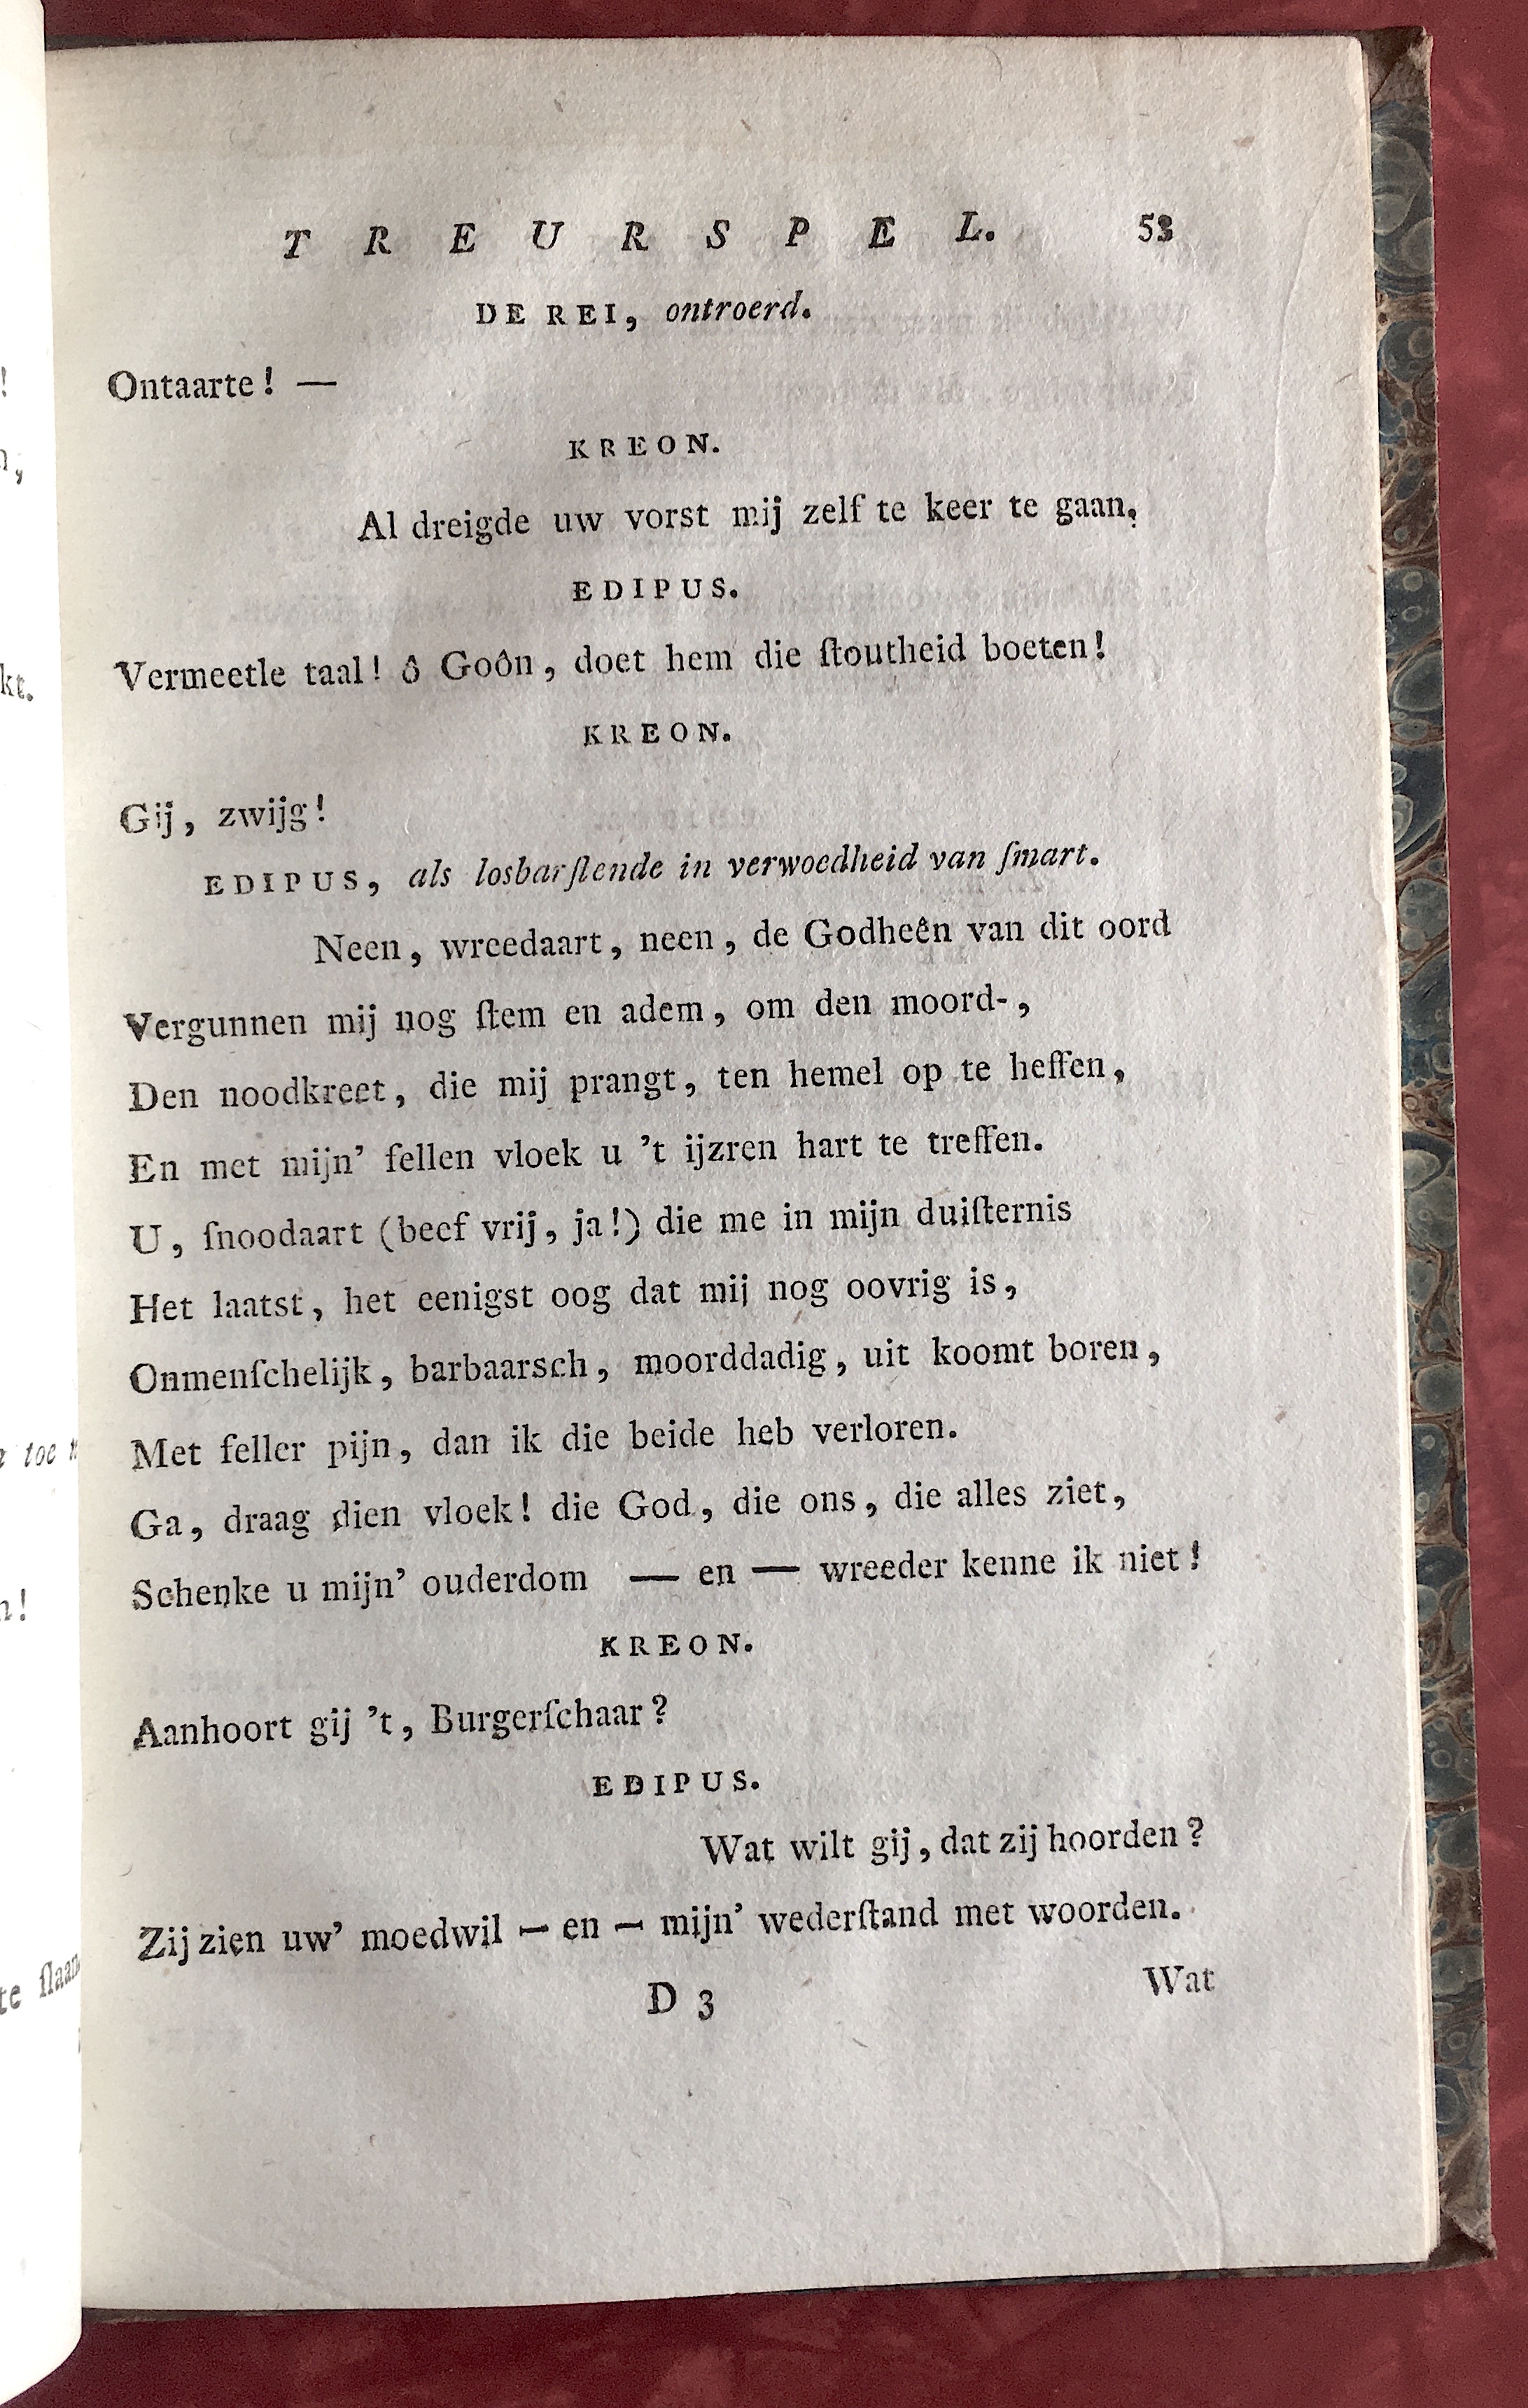 TREURSPEL. 53
DE REI, ontroerd.
Ontaarte! —
KREON.
Al dreigde uw vorst mij zelf te keer te gaan.
EDIPUS.
Vermeetle taal! ô Goôn, doet hem die ſtoutheid boeten!
KREON.
Gij, zwijg!
EDIPUS, als losbarſtende in verwoedheid van ſmart.
Neen, wreedaart, neen, de Godheên van dit oord
Vergunnen mij nog ſtem en adem, om den moord-,
Den noodkreet, die mij prangt, ten hemel op te heffen,
En met mijn' fellen vloek u 't ijzren hart te treffen.
U, ſnoodaart (beef vrij, ja!) die me in mijn duiſternis
Het laatst, het eenigst oog dat mij nog oovrig is,
Onmenſchelijk, barbaarsch, moorddadig, uit koomt boren,
Met feller pijn, dan ik die beide heb verloren.
Ga, draag dien vloek! die God, die ons, die alles ziet,
Schenke u mijn' ouderdom — en — wreeder kenne ik niet!
KREON.
Aanhoort gij 't, Burgerſchaar?
EDIPUS.
Wat wilt gij, dat zij hoorden?
Zij zien uw' moedwil — en — mijn' wederſtand met woorden.
D 3 Wat